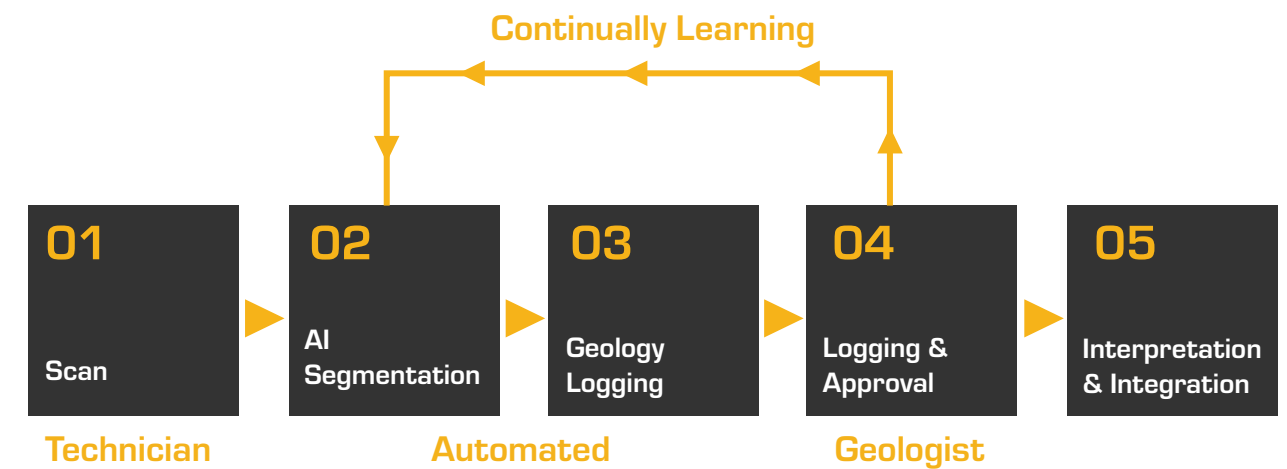 Continually Learning
01
Scan
02
AI
Segmentation
03
Geology
Logging
04
Logging &
Approval
05
Interpretation
& Integration
Technician
Automated
Geologist